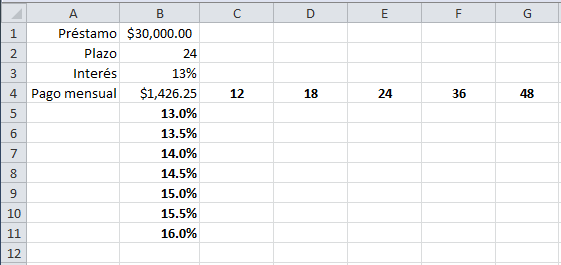 A B C D E F G
1 Préstamo $30,000.00
2 Plazo 24
3 Interés 13%
4 Pago mensual $1,426.25 12 18 24 36 48
5 13.0%
6 13.5%
7 14.0%
8 14.5%
9 15.0%
10 15.5%
11 16.0%
12